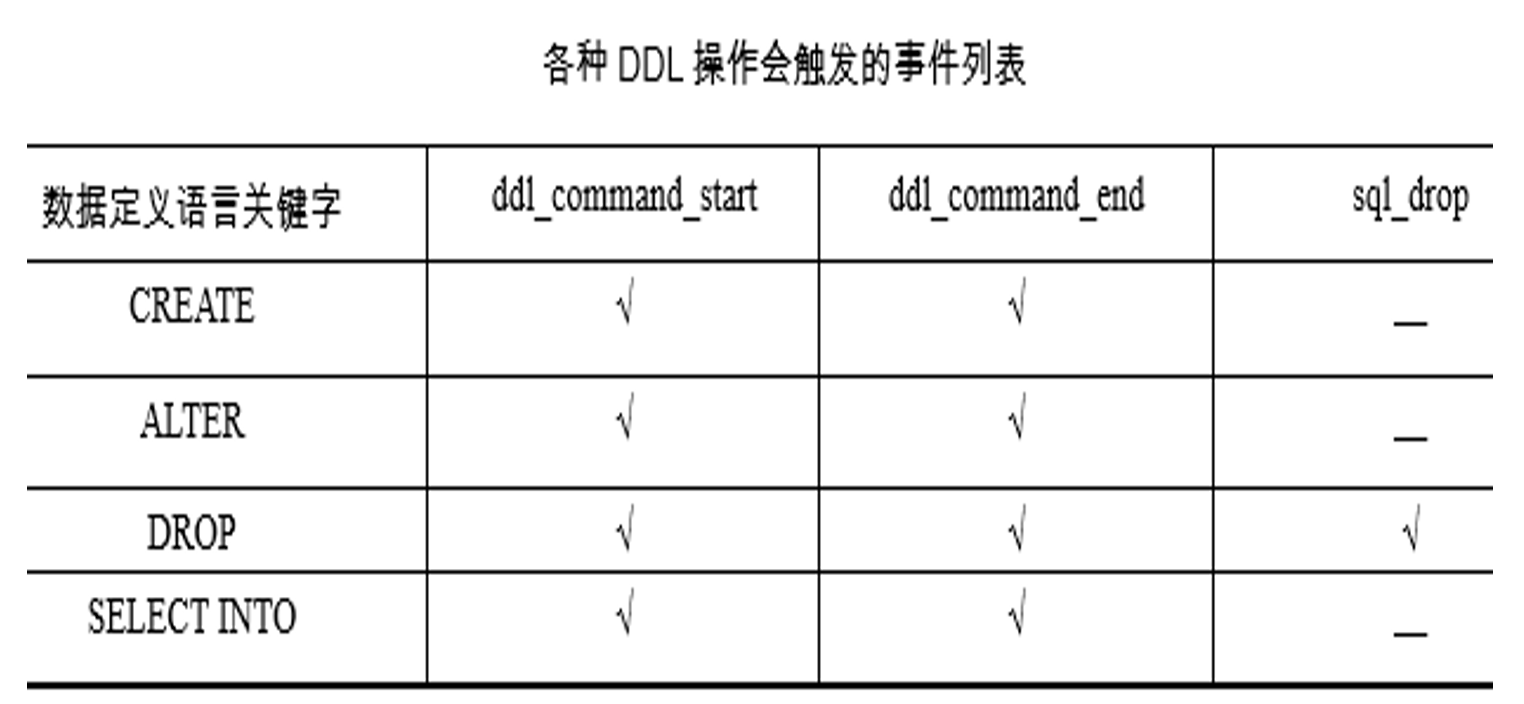 各种 DDL 操作会触发的事件列表
数据定义语言关键字 ddl_command_start ddl_command_end sql_drop
CREATE √ √ —
ALTER √ √ —
DROP √ √ √
SELECT INTO √ √ —